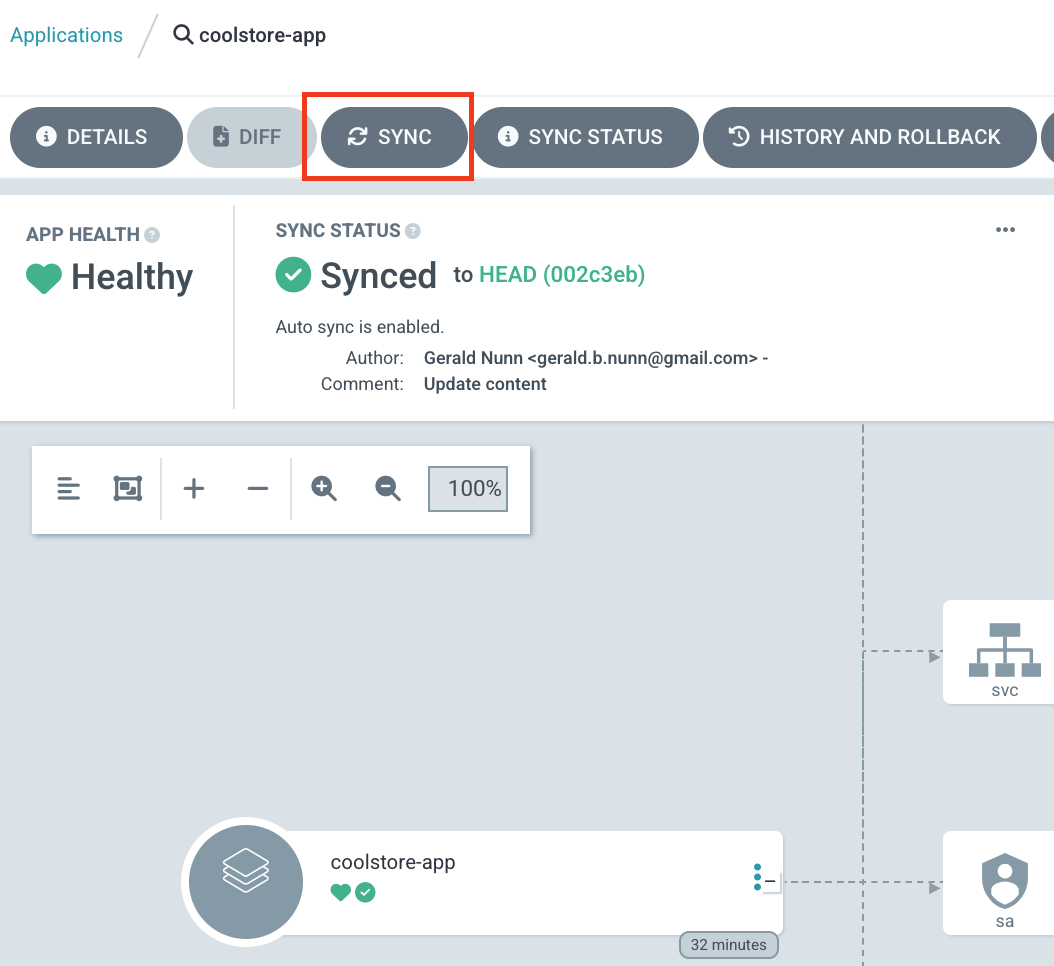 Applications / coolstore-app
DETAILS DIFF SYNC SYNC STATUS HISTORY AND ROLLBACK
APP HEALTH ?
Healthy
SYNC STATUS ?
Synced to HEAD (002c3eb)
Auto sync is enabled.
Author: Gerald Nunn <gerald.b.nunn@gmail.com> -
Comment: Update content
100%
svc
coolstore-app
sa
32 minutes